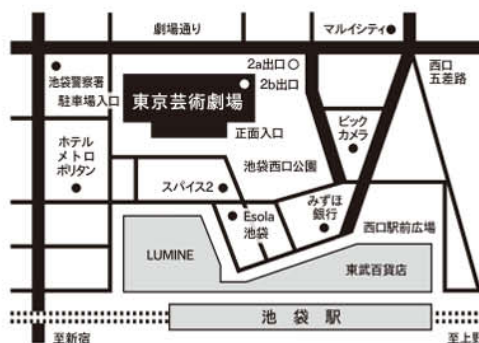 劇場通り
マルイシティ
2a出口
池袋警察署
2b出口
西口
五差路
駐車場入口
東京芸術劇場
ビック
カメラ
正面入口
ホテル
メトロ
ポリタン
池袋西口公園
スパイス2
みずほ
銀行
Esola
池袋
西口駅前広場
LUMINE
東武百貨店
池袋駅
至新宿
至上野